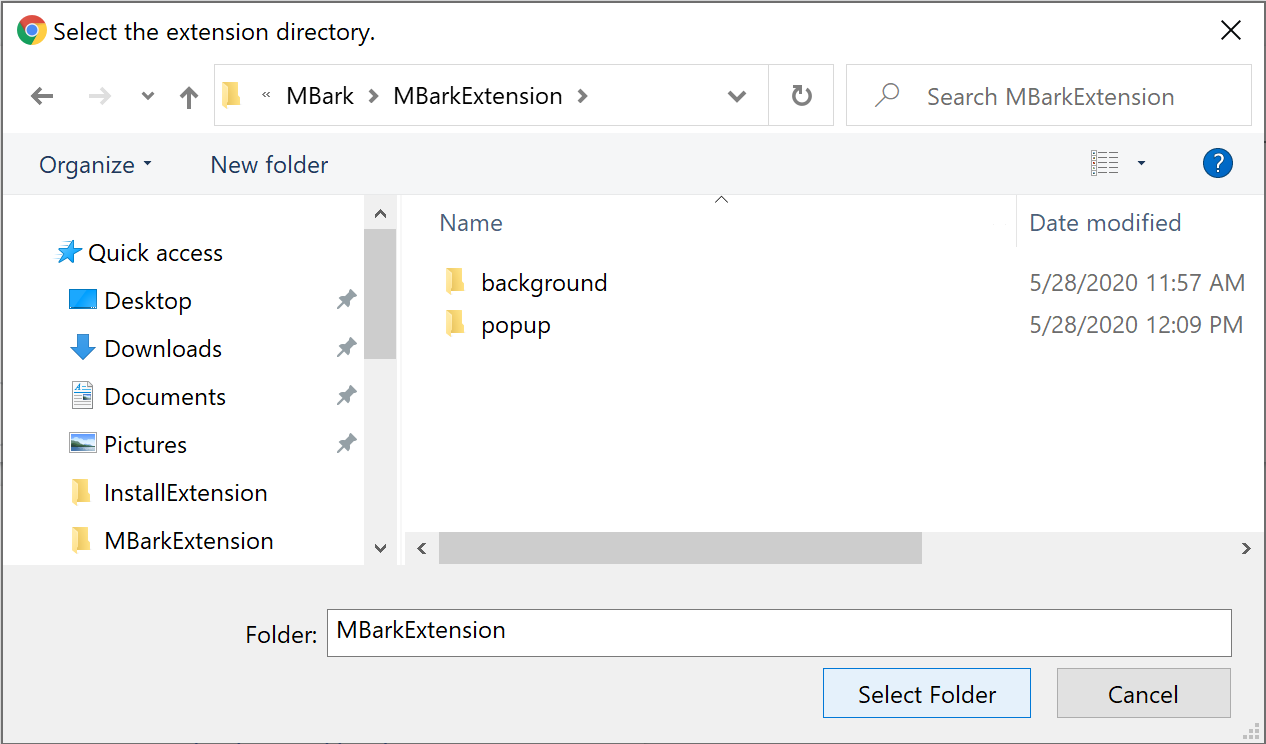 Select the extension directory.
« MBark > MBarkExtension >
Search MBarkExtension
Organize
New folder
?
Name
Date modified
Quick access
Desktop
Downloads
Documents
Pictures
InstallExtension
MBarkExtension
background 5/28/2020 11:57 AM
popup 5/28/2020 12:09 PM
Folder: MBarkExtension
Select Folder
Cancel